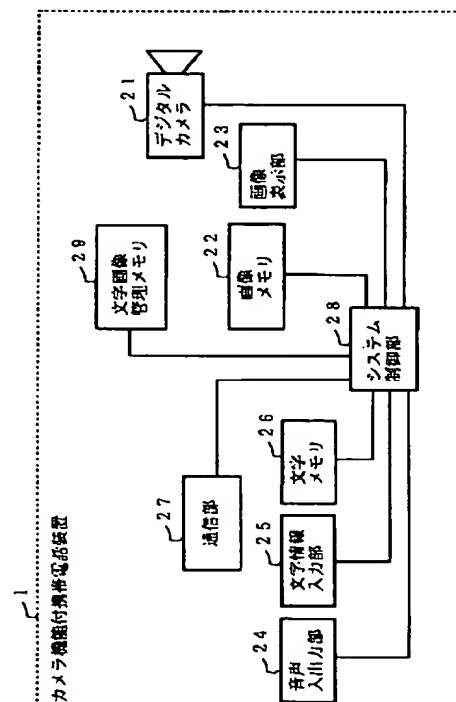 1
カメラ機能付携帯電話装置
21
デジタル
カメラ
23
画像
表示部
29
文字画像
管理メモリ
22
画像
メモリ
28
システム
制御部
27
通信部
26
文字
メモリ
25
文字情報
入力部
24
音声
入出力部